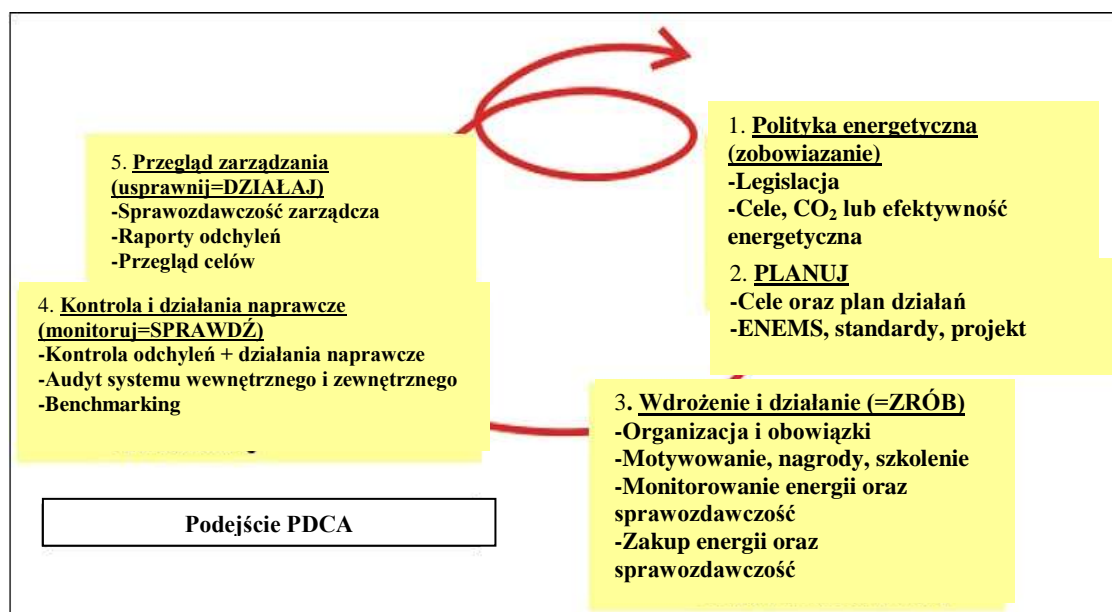 1. Polityka energetyczna
(zobowiazanie)
-Legislacja
-Cele, CO₂ lub efektywność
energetyczna
2. PLANUJ
-Cele oraz plan działań
-ENEMS, standardy, projekt
3. Wdrożenie i działanie (=ZRÓB)
-Organizacja i obowiązki
-Motywowanie, nagrody, szkolenie
-Monitorowanie energii oraz
sprawozdawczość
-Zakup energii oraz
sprawozdawczość
4. Kontrola i działania naprawcze
(monitoruj=SPRAWDŹ)
-Kontrola odchyleń + działania naprawcze
-Audyt systemu wewnętrznego i zewnętrznego
-Benchmarking
5. Przegląd zarządzania
(usprawnij=DZIAŁAJ)
-Sprawozdawczość zarządcza
-Raporty odchyleń
-Przegląd celów
Podejście PDCA